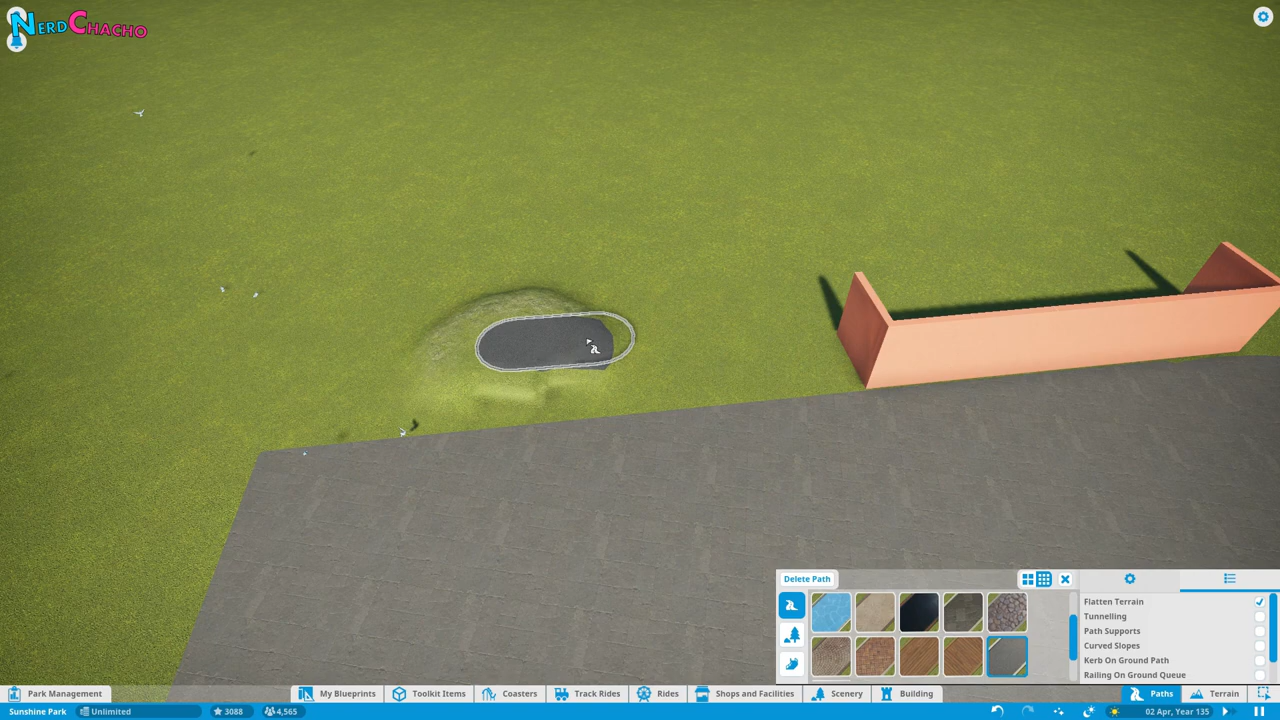 NERDCHACHO
Delete Path
Flatten Terrain
Tunnelling
Path Supports
Curved Slopes
Kerb On Ground Path
Railing On Ground Queue
Park Management
My Blueprints
Toolkit Items
Coasters
Track Rides
Rides
Shops and Facilities
Scenery
Building
Paths
Terrain
Sunshine Park
Unlimited
3088
4,565
02 Apr, Year 135